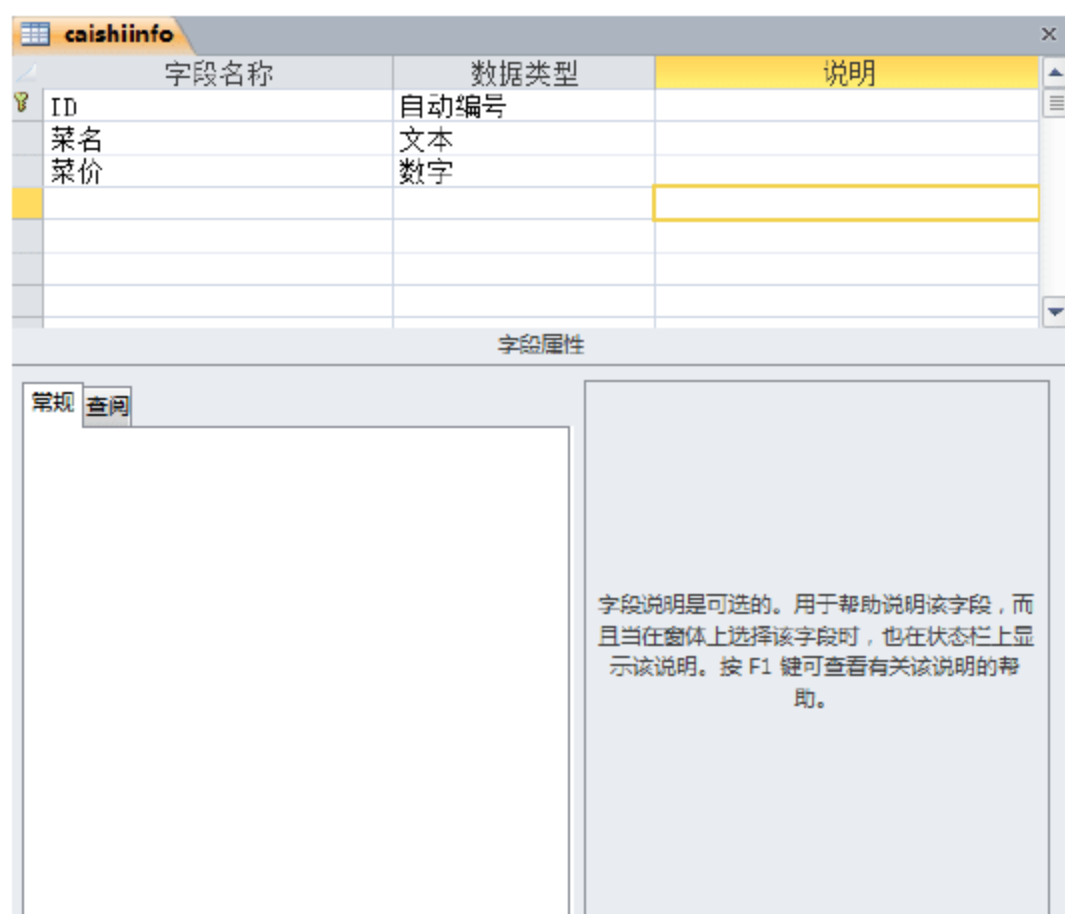 caishiinfo
字段名称 数据类型 说明
ID 自动编号
菜名 文本
菜价 数字
字段属性
常规 查阅
字段说明是可选的。用于帮助说明该字段，而
且当在窗体上选择该字段时，也在状态栏上显
示该说明。按 F1 键可查看有关该说明的帮
助。